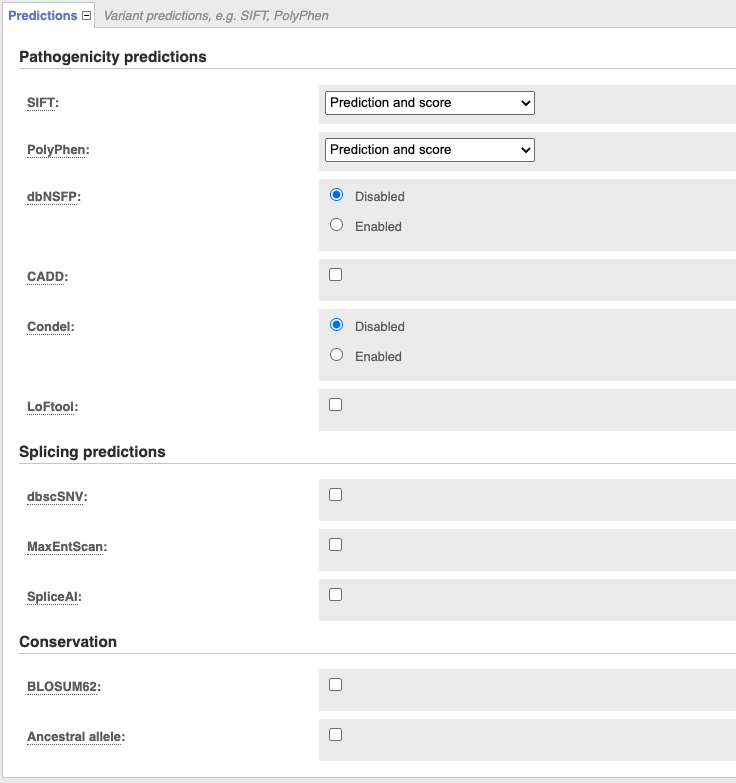 Predictions Variant predictions, e.g. SIFT, PolyPhen
Pathogenicity predictions
SIFT: Prediction and score
PolyPhen: Prediction and score
dbNSFP: Disabled
Enabled
CADD:
Condel: Disabled
Enabled
LoFtool:
Splicing predictions
dbscSNV:
MaxEntScan:
SpliceAI:
Conservation
BLOSUM62:
Ancestral allele: